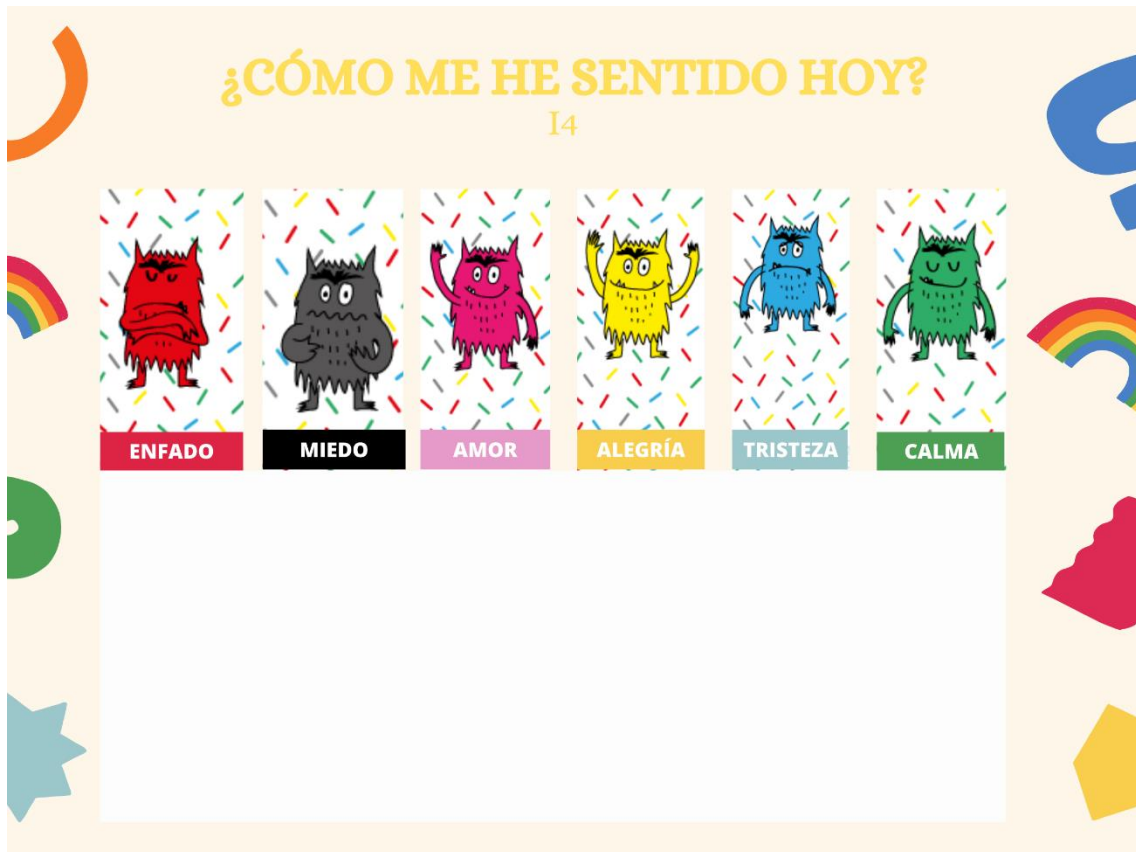 ¿CÓMO ME HE SENTIDO HOY?
I4
ENFADO
MIEDO
AMOR
ALEGRÍA
TRISTEZA
CALMA